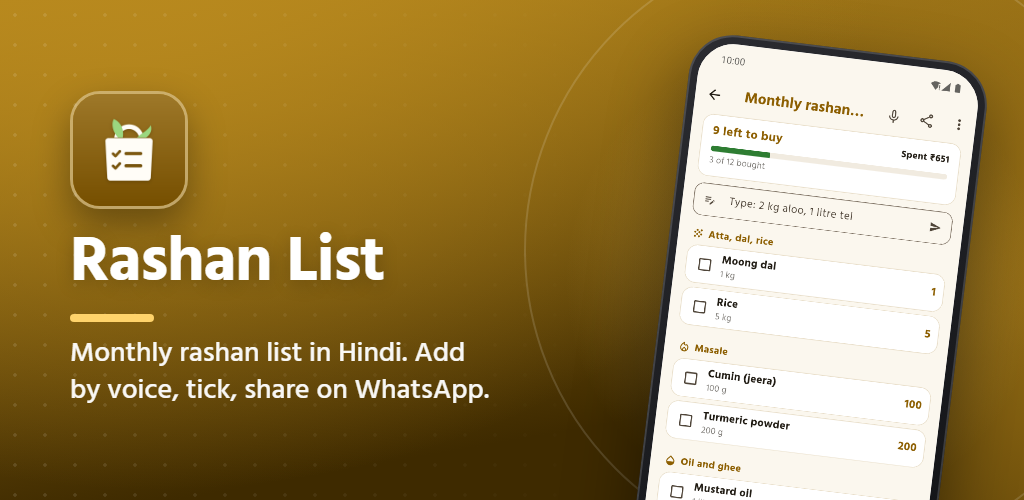 Rashan List
Monthly rashan list in Hindi. Add
by voice, tick, share on WhatsApp.
10:00
Monthly rashan...
9 left to buy
Spent ₹651
3 of 12 bought
Type: 2 kg aloo, 1 litre tel
Atta, dal, rice
Moong dal
1 kg
1
Rice
5 kg
5
Masale
Cumin (jeera)
100 g
100
Turmeric powder
200 g
200
Oil and ghee
Mustard oil